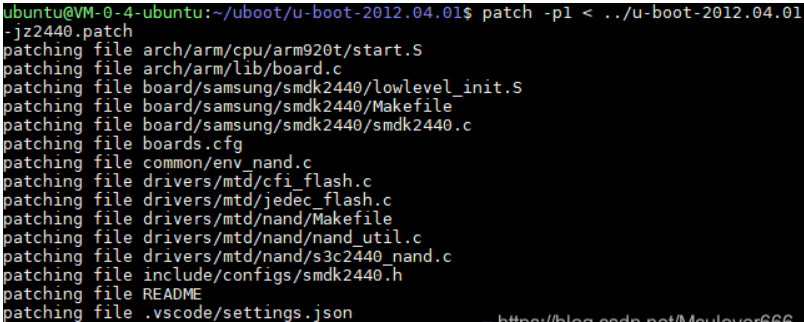 ubuntu@VM-0-4-ubuntu:~/uboot/u-boot-2012.04.01$ patch -p1 < ../u-boot-2012.04.01
-jz2440.patch
patching file arch/arm/cpu/arm920t/start.S
patching file arch/arm/lib/board.c
patching file board/samsung/smdk2440/lowlevel_init.S
patching file board/samsung/smdk2440/Makefile
patching file board/samsung/smdk2440/smdk2440.c
patching file boards.cfg
patching file common/env_nand.c
patching file drivers/mtd/cfi_flash.c
patching file drivers/mtd/jedec_flash.c
patching file drivers/mtd/nand/Makefile
patching file drivers/mtd/nand/nand_util.c
patching file drivers/mtd/nand/s3c2440_nand.c
patching file include/configs/smdk2440.h
patching file README
patching file .vscode/settings.json
https://blog.csdn.net/Mculover666